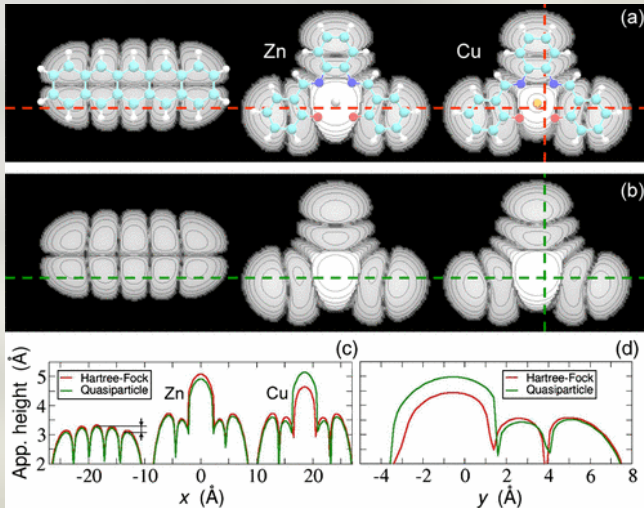 (a)
Zn
Cu
(b)
(c)
(d)
App. height (Å)
5
4
3
2
Hartree-Fock
Quasiparticle
Zn
Cu
Hartree-Fock
Quasiparticle
-20
-10
0
10
20
-4
-2
0
2
4
6
8
x (Å)
y (Å)